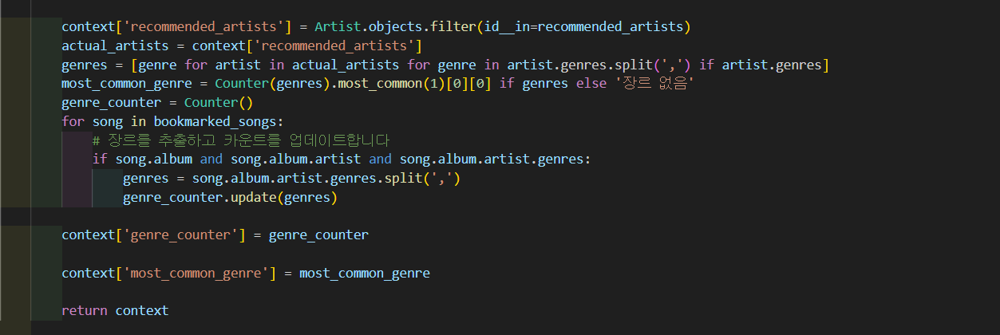 context['recommended_artists'] = Artist.objects.filter(id__in=recommended_artists)
actual_artists = context['recommended_artists']
genres = [genre for artist in actual_artists for genre in artist.genres.split(',') if artist.genres]
most_common_genre = Counter(genres).most_common(1)[0][0] if genres else '장르 없음'
genre_counter = Counter()
for song in bookmarked_songs:
    # 장르를 추출하고 카운트를 업데이트합니다
    if song.album and song.album.artist and song.album.artist.genres:
        genres = song.album.artist.genres.split(',')
        genre_counter.update(genres)
context['genre_counter'] = genre_counter
context['most_common_genre'] = most_common_genre
return context